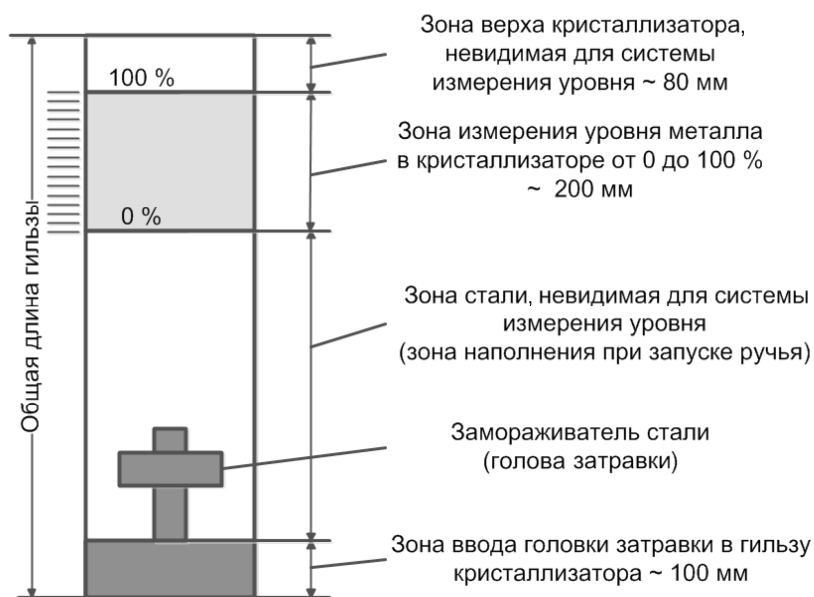 Зона верха кристаллизатора,
невидимая для системы
измерения уровня ~ 80 мм
100 %
Зона измерения уровня металла
в кристаллизаторе от 0 до 100 %
~ 200 мм
0 %
Общая длина гильзы
Зона стали, невидимая для системы
измерения уровня
(зона наполнения при запуске ручья)
Замораживатель стали
(голова затравки)
Зона ввода головки затравки в гильзу
кристаллизатора ~ 100 мм